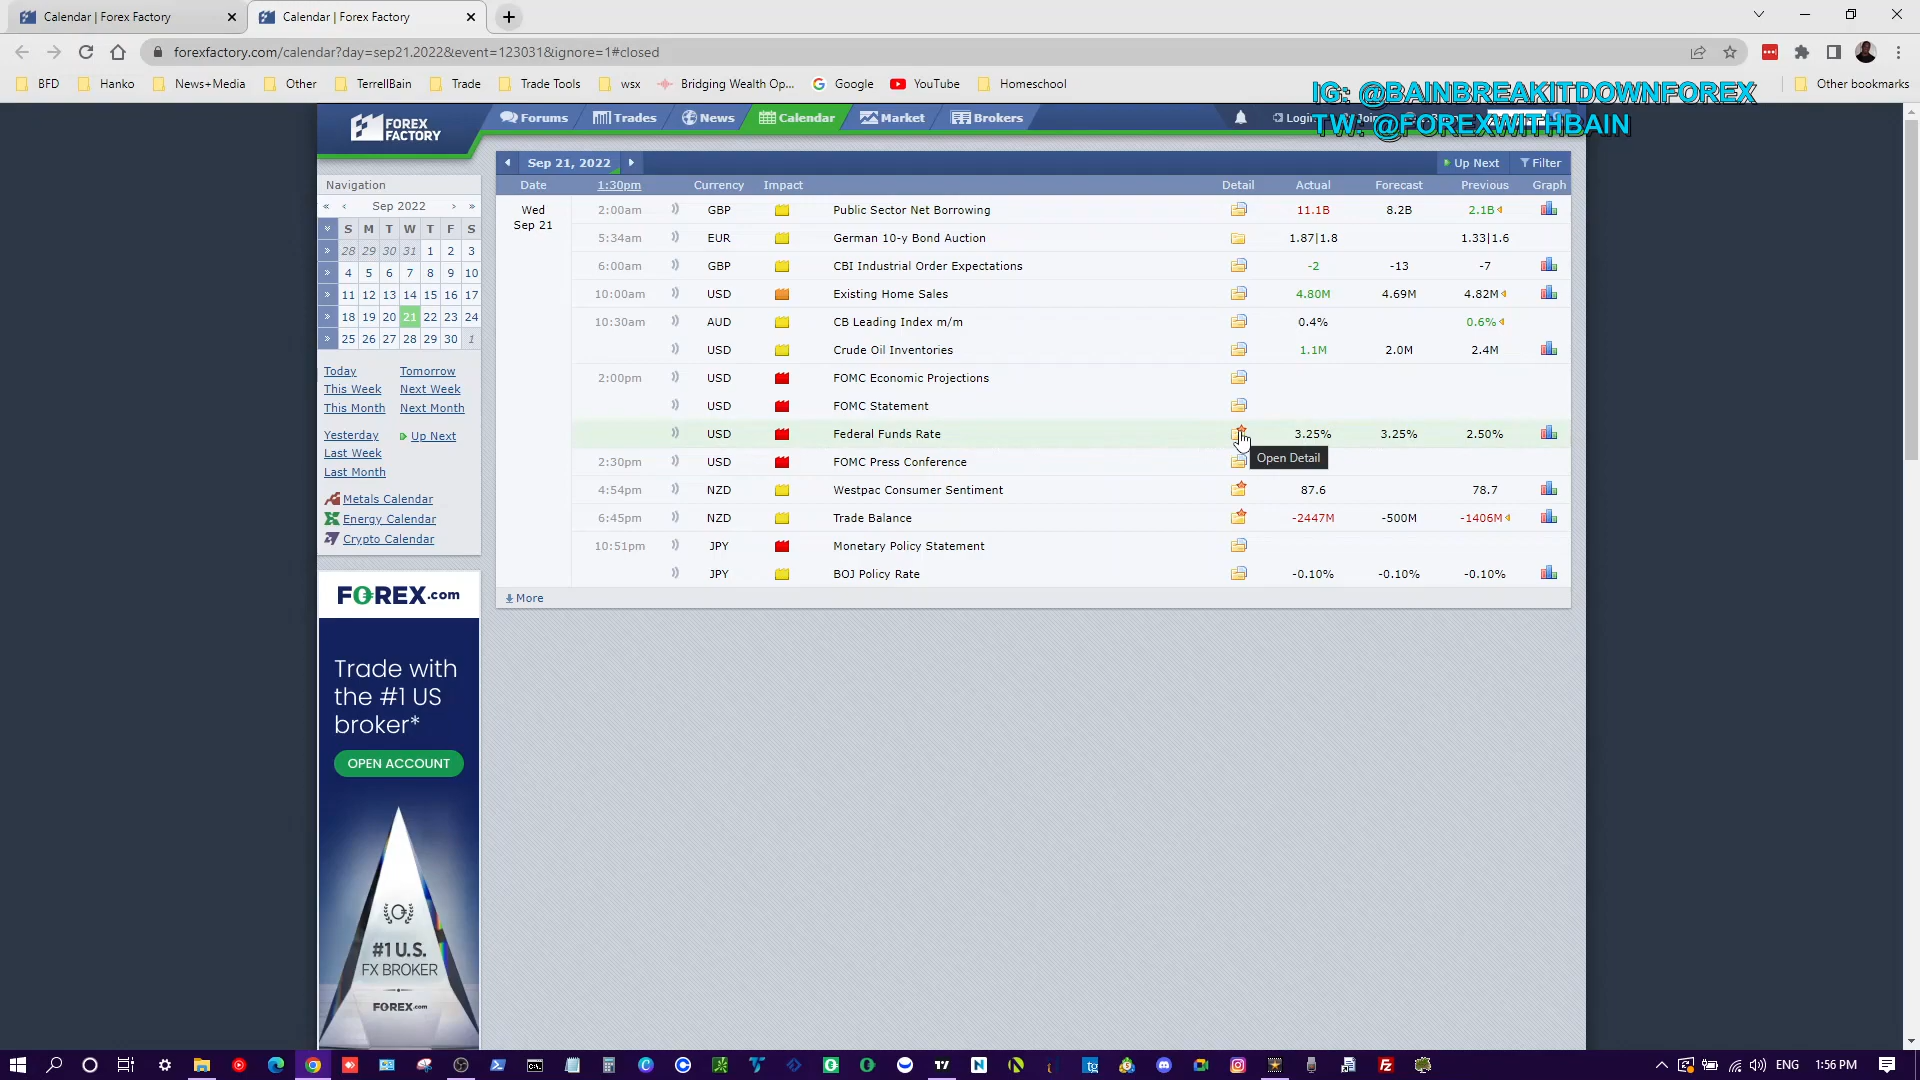 Calendar | Forex Factory
Calendar | Forex Factory
forexfactory.com/calendar?day=sep21.2022&event=123031&ignore=1#closed
BFD Hanko News+Media Other TerrellBain Trade Trade Tools wsx Bridging Wealth Op... Google YouTube Homeschool Other bookmarks
IG: @BAINBREAKITDOWNFOREX
TW: @FOREXWITHBAIN
FOREX FACTORY
Forums Trades News Calendar Market Brokers Login
Navigation
« ‹ Sep 2022 › »
S M T W T F S
28 29 30 31 1 2 3
4 5 6 7 8 9 10
11 12 13 14 15 16 17
18 19 20 21 22 23 24
25 26 27 28 29 30 1
Today Tomorrow
This Week Next Week
This Month Next Month
Yesterday Up Next
Last Week
Last Month
Metals Calendar
Energy Calendar
Crypto Calendar
Sep 21, 2022 Up Next Filter
Date 1:30pm Currency Impact Detail Actual Forecast Previous Graph
Wed
Sep 21
2:00am GBP Public Sector Net Borrowing 11.1B 8.2B 2.1B
5:34am EUR German 10-y Bond Auction 1.87|1.8 1.33|1.6
6:00am GBP CBI Industrial Order Expectations -2 -13 -7
10:00am USD Existing Home Sales 4.80M 4.69M 4.82M
10:30am AUD CB Leading Index m/m 0.4% 0.6%
USD Crude Oil Inventories 1.1M 2.0M 2.4M
2:00pm USD FOMC Economic Projections
USD FOMC Statement
USD Federal Funds Rate 3.25% 3.25% 2.50%
Open Detail
2:30pm USD FOMC Press Conference
4:54pm NZD Westpac Consumer Sentiment 87.6 78.7
6:45pm NZD Trade Balance -2447M -500M -1406M
10:51pm JPY Monetary Policy Statement
JPY BOJ Policy Rate -0.10% -0.10% -0.10%
More
FOREX.com
Trade with
the #1 US
broker*
OPEN ACCOUNT
#1 U.S.
FX BROKER
FOREX.com
ENG 1:56 PM